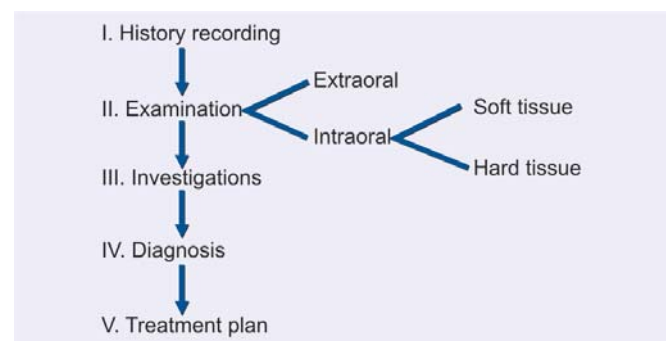 I. History recording
Extraoral
II. Examination
Soft tissue
Intraoral
Hard tissue
III. Investigations
IV. Diagnosis
V. Treatment plan